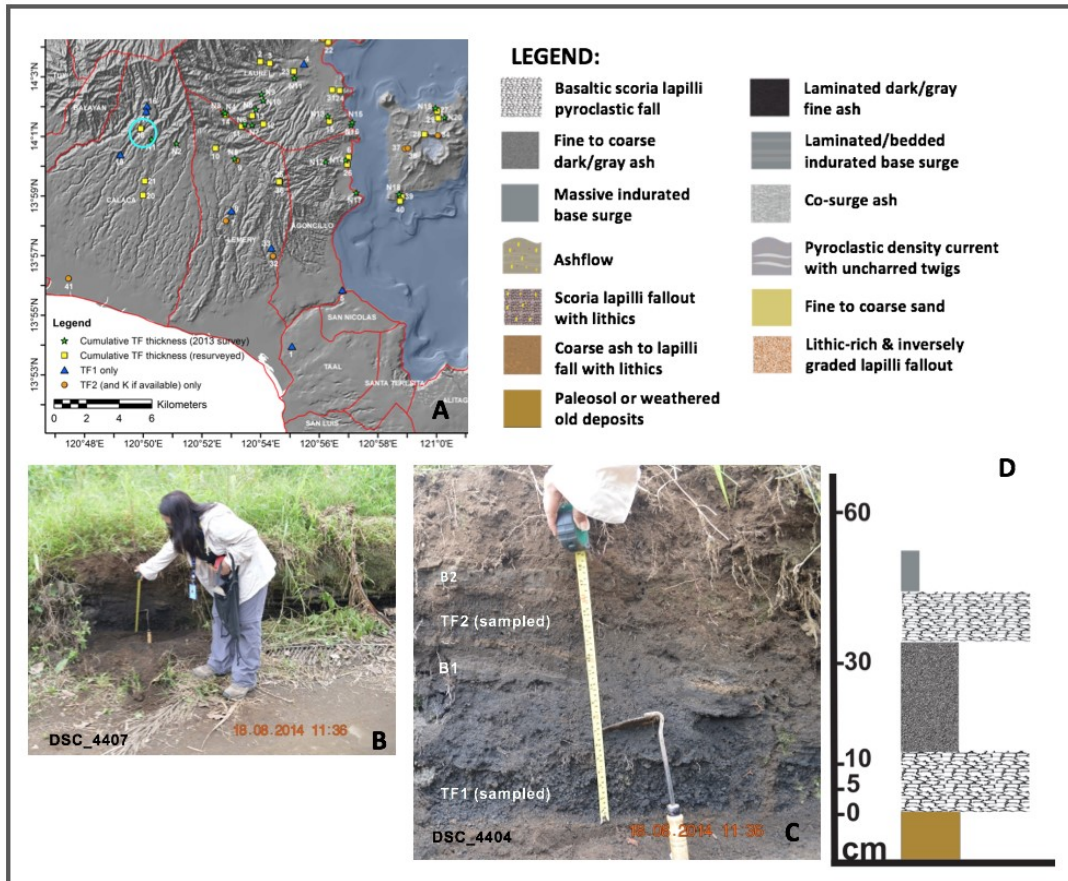 LAUREL
BALAYAN
CALACA
LEMERY
AGONCILLO
SAN NICOLAS
TAAL
SANTA TERESITA
ALITAG
SAN LUIS
14°3'N
14°1'N
13°59'N
13°57'N
13°55'N
13°53'N
41
32
1
Legend
Cumulative TF thickness (2013 survey)
Cumulative TF thickness (resurveyed)
TF1 only
TF2 (and K if available) only
0 2 4 6 Kilometers
A
120°48'E 120°50'E 120°52'E 120°54'E 120°56'E 120°58'E 121°0'E
LEGEND:
Basaltic scoria lapilli
pyroclastic fall
Fine to coarse
dark/gray ash
Massive indurated
base surge
Ashflow
Scoria lapilli fallout
with lithics
Coarse ash to lapilli
fall with lithics
Paleosol or weathered
old deposits
Laminated dark/gray
fine ash
Laminated/bedded
indurated base surge
Co-surge ash
Pyroclastic density current
with uncharred twigs
Fine to coarse sand
Lithic-rich & inversely
graded lapilli fallout
18.08.2014 11:36
DSC_4407
B
B2
TF2 (sampled)
B1
TF1 (sampled)
DSC_4404
18.08.2014 11:36
C
D
60
30
10
5
0
cm